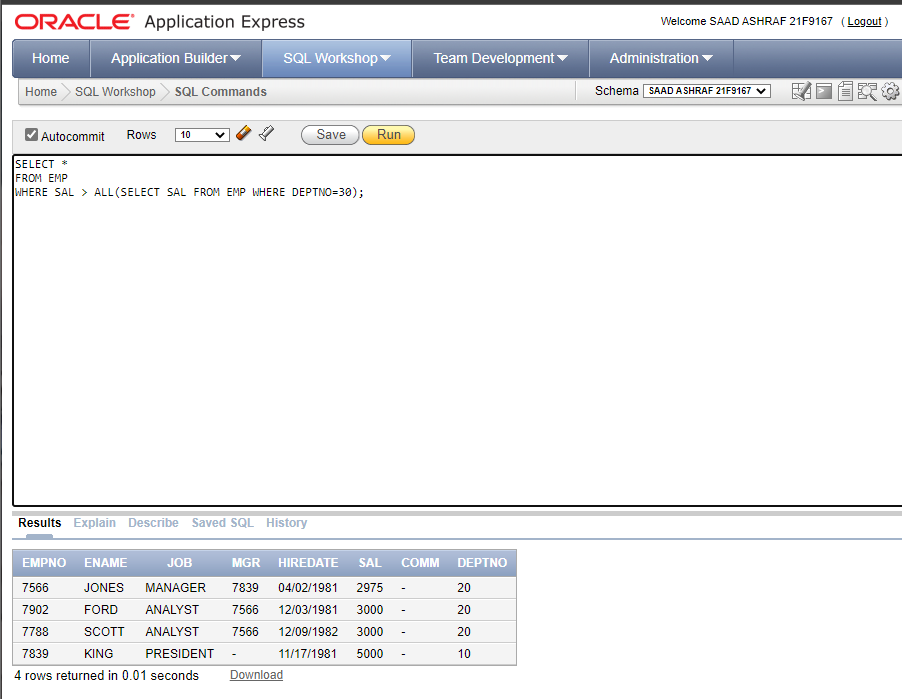 ORACLE® Application Express
Welcome SAAD ASHRAF 21F9167 ( Logout )
Home Application Builder SQL Workshop Team Development Administration
Home SQL Workshop SQL Commands Schema SAAD ASHRAF 21F9167
Autocommit Rows 10 Save Run
SELECT *
FROM EMP
WHERE SAL > ALL(SELECT SAL FROM EMP WHERE DEPTNO=30);
Results Explain Describe Saved SQL History
EMPNO ENAME JOB MGR HIREDATE SAL COMM DEPTNO
7566 JONES MANAGER 7839 04/02/1981 2975 - 20
7902 FORD ANALYST 7566 12/03/1981 3000 - 20
7788 SCOTT ANALYST 7566 12/09/1982 3000 - 20
7839 KING PRESIDENT - 11/17/1981 5000 - 10
4 rows returned in 0.01 seconds Download